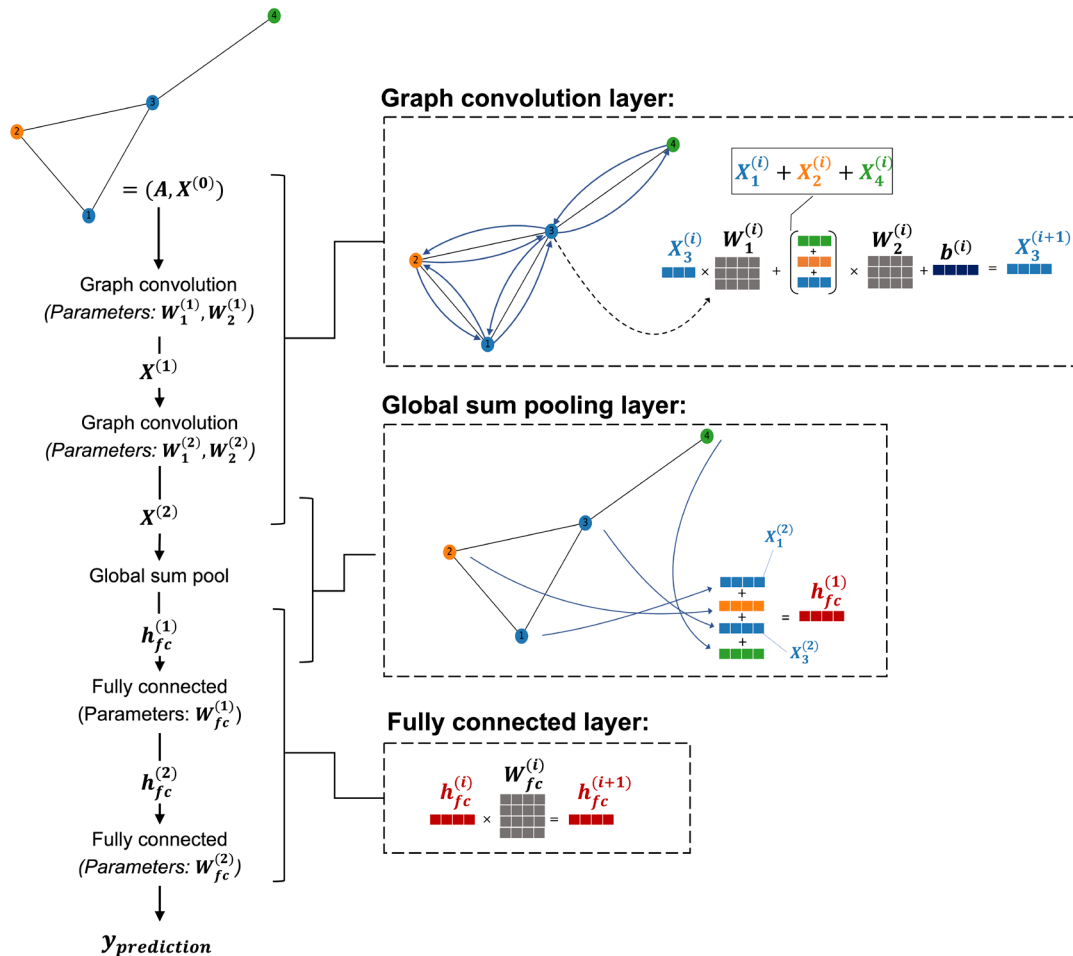 4
3
2
1
= (A, X^(0))
Graph convolution
(Parameters: W_1^(1), W_2^(1))
X^(1)
Graph convolution
(Parameters: W_1^(2), W_2^(2))
X^(2)
Global sum pool
h_fc^(1)
Fully connected
(Parameters: W_fc^(1))
h_fc^(2)
Fully connected
(Parameters: W_fc^(2))
y_prediction
Graph convolution layer:
4
3
2
1
X_1^(i) + X_2^(i) + X_4^(i)
X_3^(i) × W_1^(i) + ( + + ) × W_2^(i) + b^(i) = X_3^(i+1)
Global sum pooling layer:
4
3
2
1
X_1^(2)
+
+
+
X_3^(2)
= h_fc^(1)
Fully connected layer:
h_fc^(i) × W_fc^(i) = h_fc^(i+1)